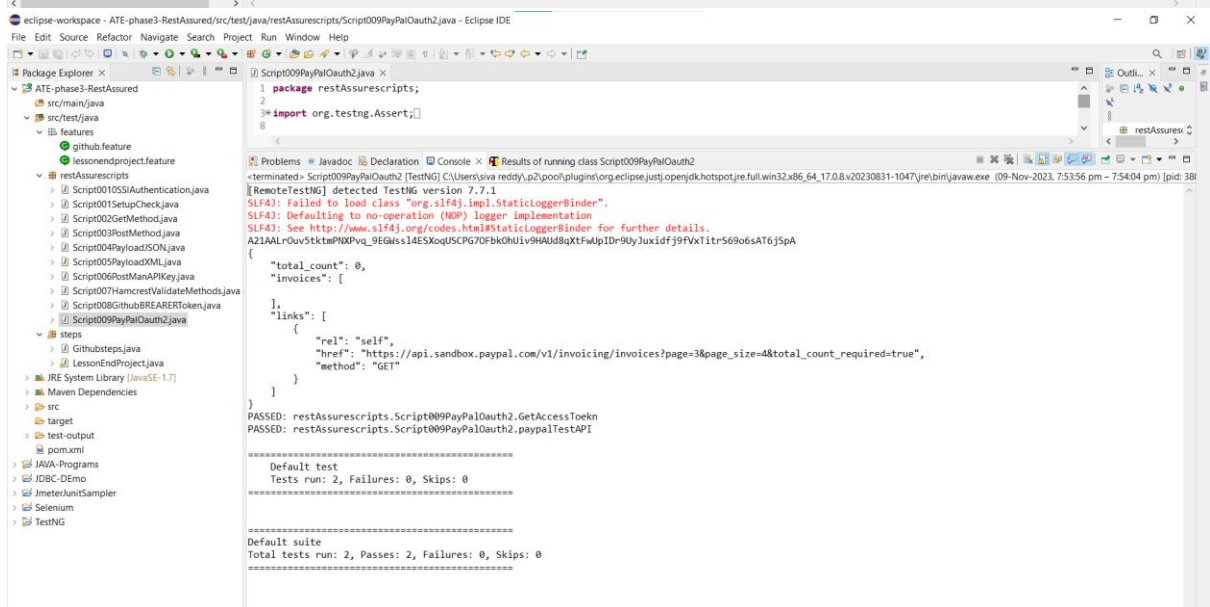 eclipse-workspace - ATE-phase3-RestAssured/src/test/java/restAssurescripts/Script009PayPalOauth2.java - Eclipse IDE
File Edit Source Refactor Navigate Search Project Run Window Help
Package Explorer
ATE-phase3-RestAssured
src/main/java
src/test/java
features
github.feature
lessonendproject.feature
restAssurescripts
Script0010SSlAuthentication.java
Script001SetupCheck.java
Script002GetMethod.java
Script003PostMethod.java
Script004PayloadJSON.java
Script005PayloadXML.java
Script006PostManAPIKey.java
Script007HamcrestValidateMethods.java
Script008GithubBREARERToken.java
Script009PayPalOauth2.java
steps
Githubsteps.java
LessonEndProject.java
JRE System Library [JavaSE-1.7]
Maven Dependencies
src
target
test-output
pom.xml
JAVA-Programs
JDBC-DEmo
JmeterJunitSampler
Selenium
TestNG
Script009PayPalOauth2.java
1 package restAssurescripts;
2
3 import org.testng.Assert;
8
Outli...
restAssures
Problems Javadoc Declaration Console Results of running class Script009PayPalOauth2
<terminated> Script009PayPalOauth2 [TestNG] C:\Users\siva reddy\.p2\pool\plugins\org.eclipse.justj.openjdk.hotspot.jre.full.win32.x86_64_17.0.8.v20230831-1047\jre\bin\javaw.exe (09-Nov-2023, 7:53:56 pm – 7:54:04 pm) [pid: 380
[RemoteTestNG] detected TestNG version 7.7.1
SLF4J: Failed to load class "org.slf4j.impl.StaticLoggerBinder".
SLF4J: Defaulting to no-operation (NOP) logger implementation
SLF4J: See http://www.slf4j.org/codes.html#StaticLoggerBinder for further details.
{
"total_count": 0,
"invoices": [
],
"links": [
{
"rel": "self",
"href": "https://api.sandbox.paypal.com/v1/invoicing/invoices?page=3&page_size=4&total_count_required=true",
"method": "GET"
}
]
}
PASSED: restAssurescripts.Script009PayPalOauth2.GetAccessToekn
PASSED: restAssurescripts.Script009PayPalOauth2.paypalTestAPI
===============================================
Default test
Tests run: 2, Failures: 0, Skips: 0
===============================================
===============================================
Default suite
Total tests run: 2, Passes: 2, Failures: 0, Skips: 0
===============================================